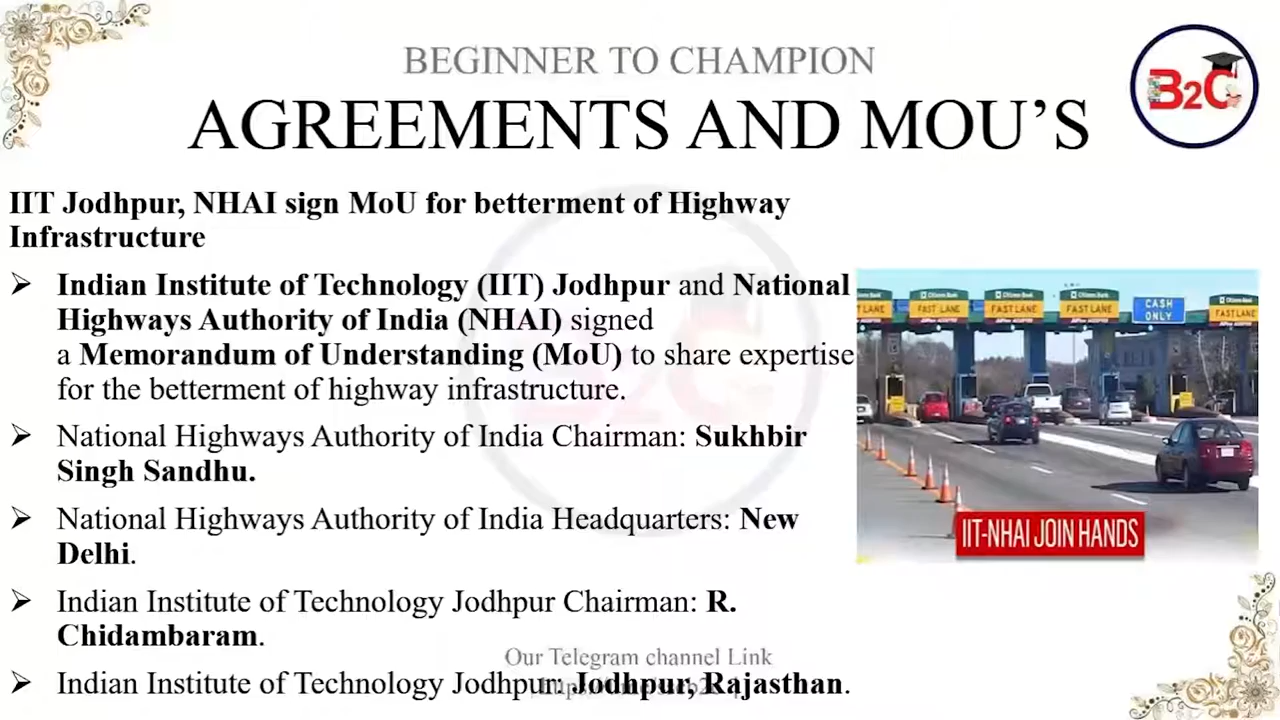 BEGINNER TO CHAMPION
B2C
AGREEMENTS AND MOU’S
IIT Jodhpur, NHAI sign MoU for betterment of Highway
Infrastructure
➢ Indian Institute of Technology (IIT) Jodhpur and National
Highways Authority of India (NHAI) signed
a Memorandum of Understanding (MoU) to share expertise
for the betterment of highway infrastructure.
➢ National Highways Authority of India Chairman: Sukhbir
Singh Sandhu.
➢ National Highways Authority of India Headquarters: New
Delhi.
➢ Indian Institute of Technology Jodhpur Chairman: R.
Chidambaram.
➢ Indian Institute of Technology Jodhpur: Jodhpur, Rajasthan.
LANE
FAST LANE
FAST LANE
FAST LANE
CASH
ONLY
FAST LANE
IIT-NHAI JOIN HANDS
Our Telegram channel Link